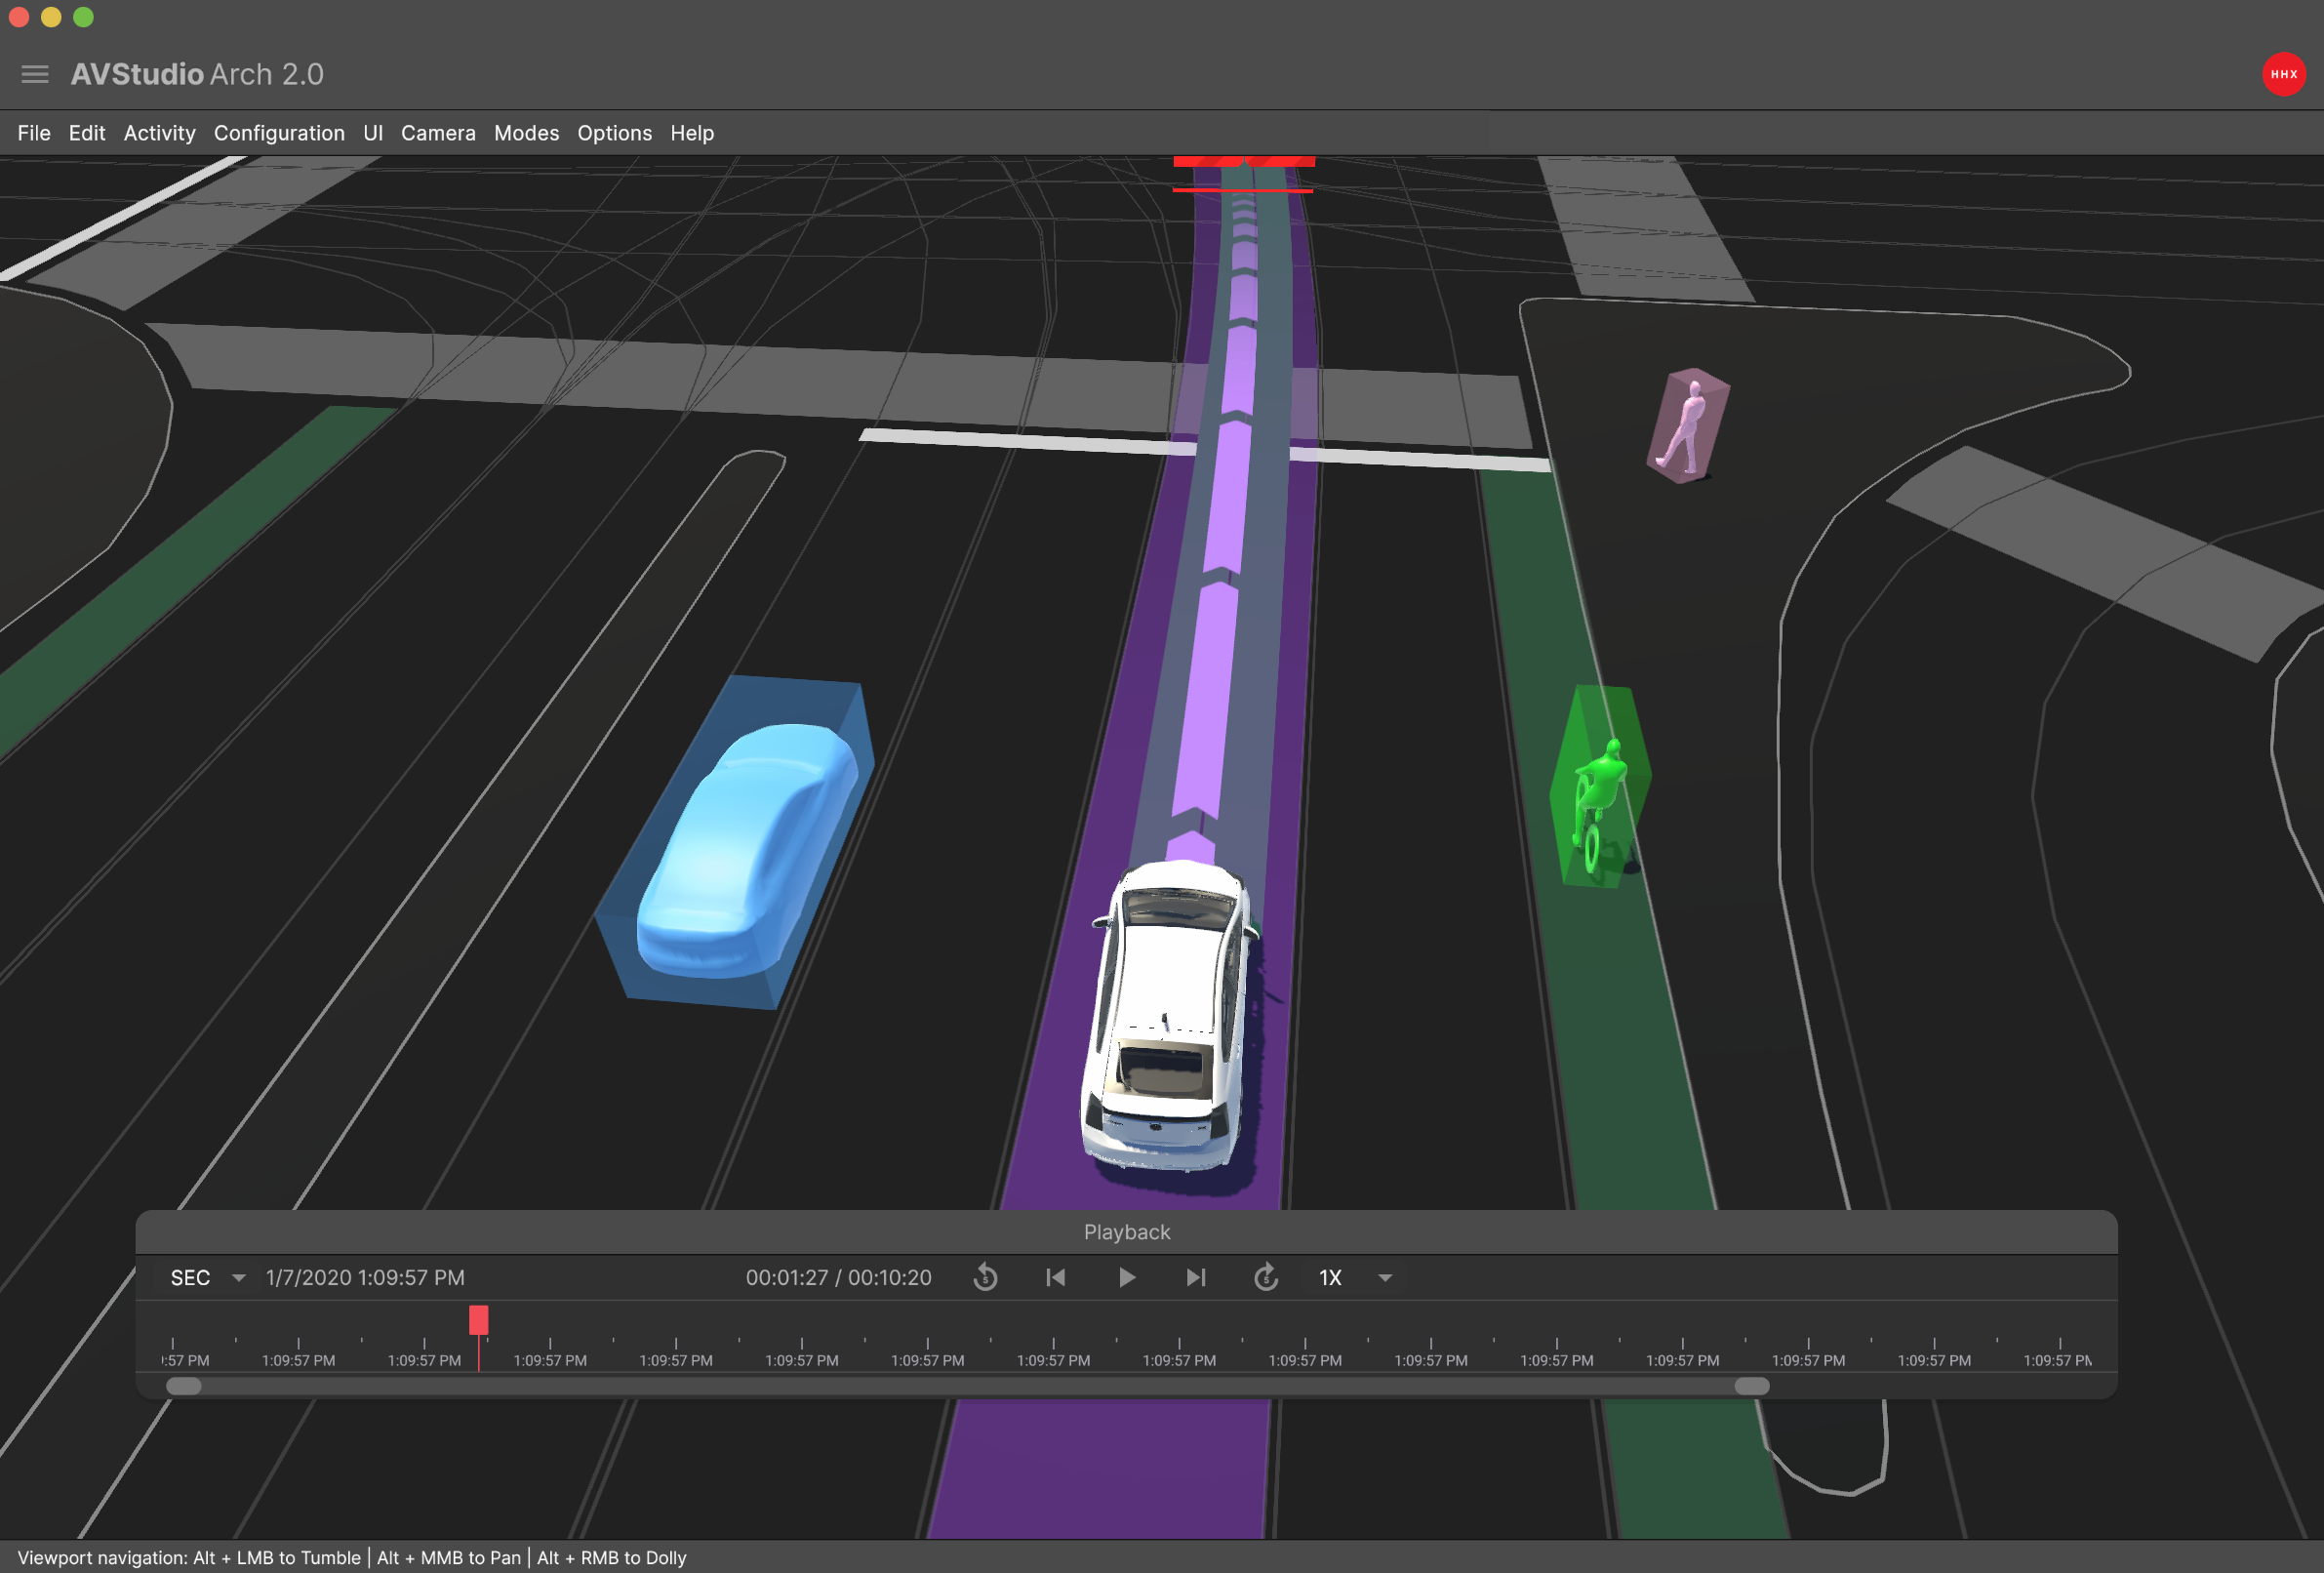 AVStudio Arch 2.0
HHX
File Edit Activity Configuration UI Camera Modes Options Help
Playback
SEC 1/7/2020 1:09:57 PM 00:01:27 / 00:10:20 5 5 1X
:57 PM 1:09:57 PM 1:09:57 PM 1:09:57 PM 1:09:57 PM 1:09:57 PM 1:09:57 PM 1:09:57 PM 1:09:57 PM 1:09:57 PM 1:09:57 PM 1:09:57 PM 1:09:57 PM 1:09:57 PM 1:09:57 PM 1:09:57 PM
Viewport navigation: Alt + LMB to Tumble | Alt + MMB to Pan | Alt + RMB to Dolly